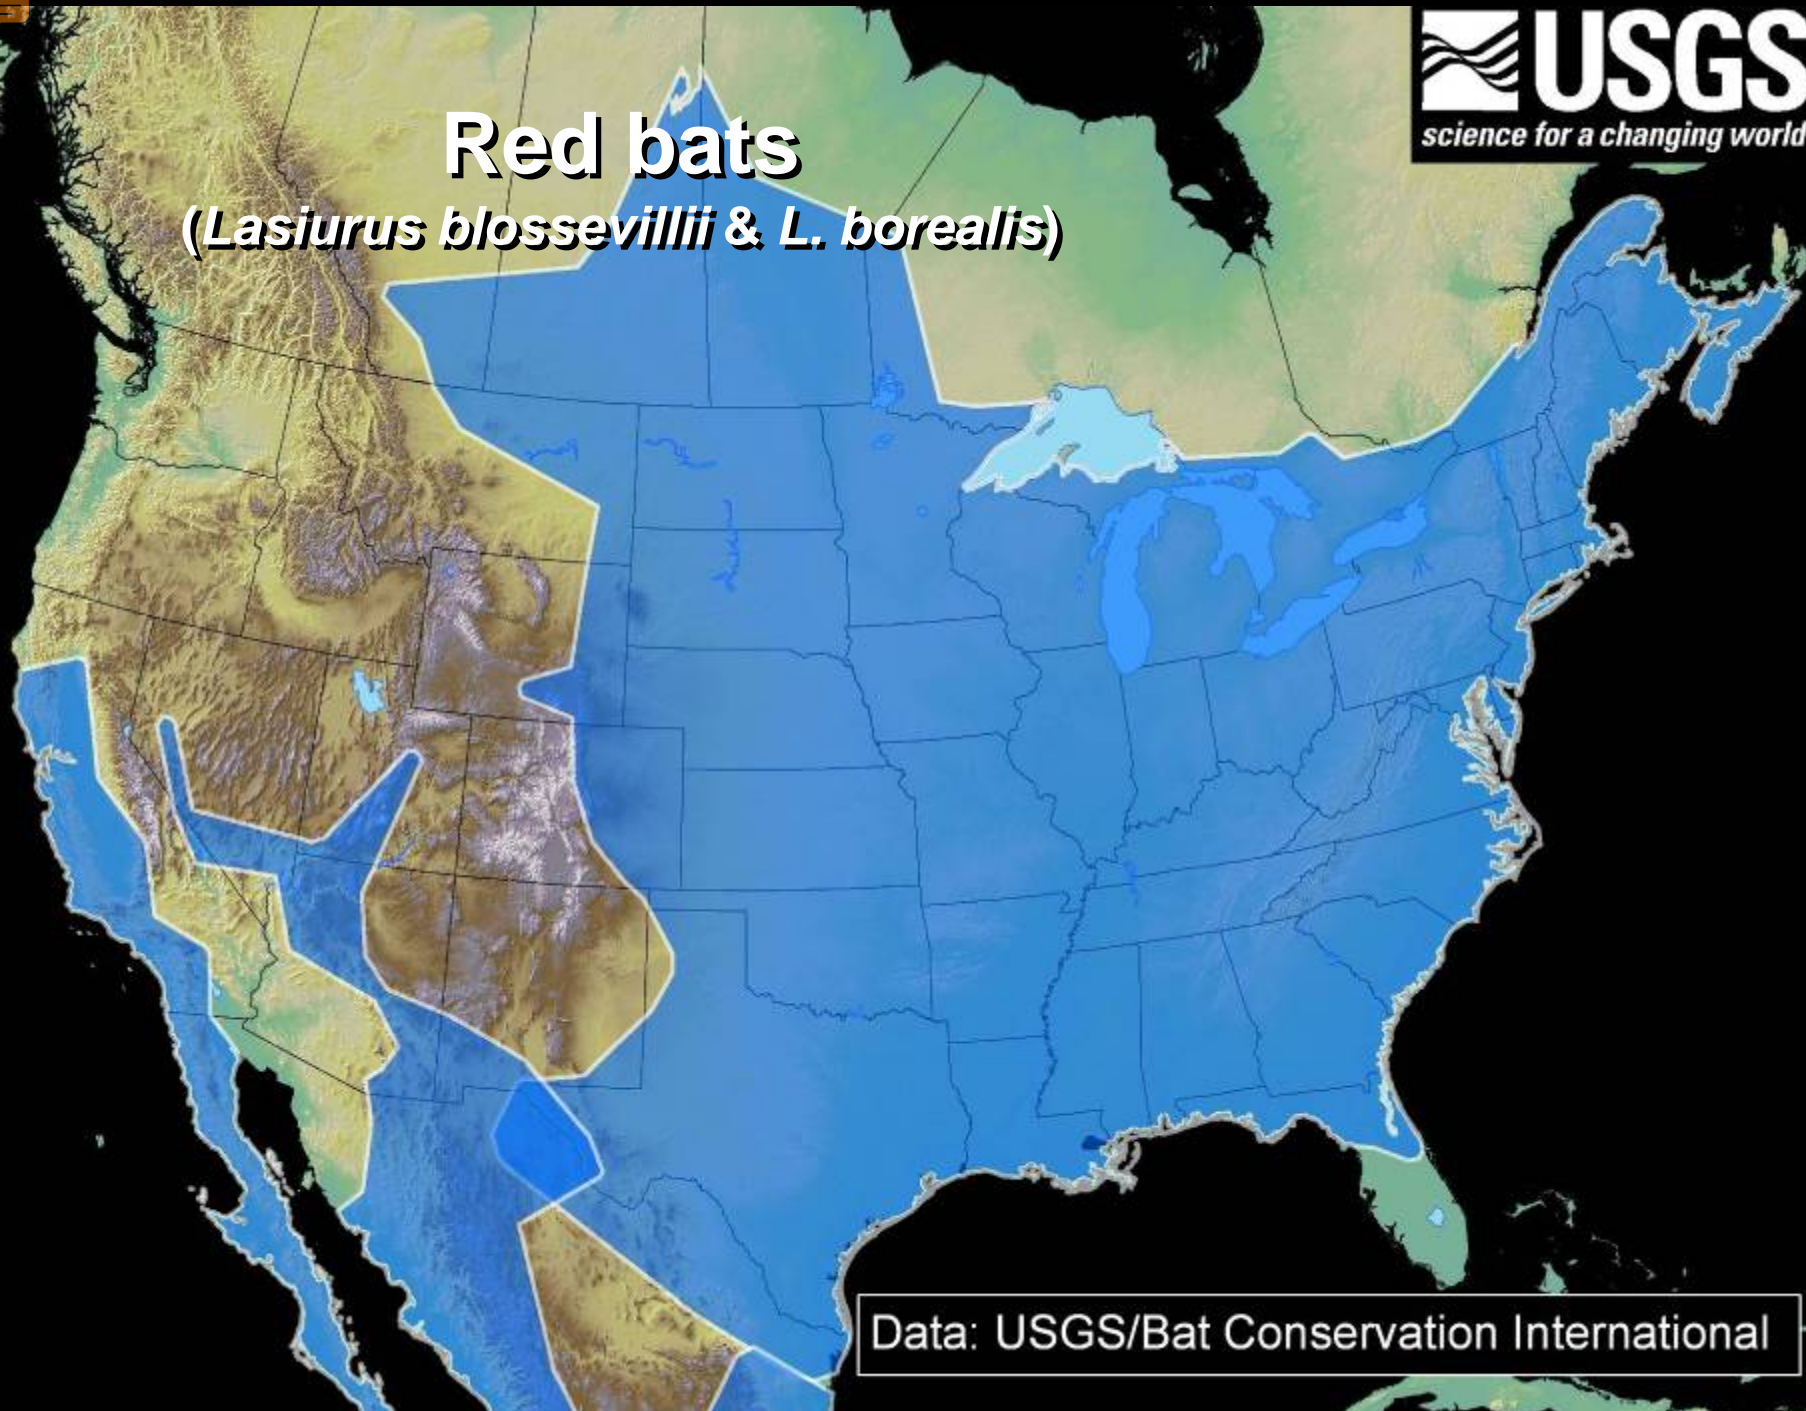 USGS
science for a changing world
Red bats
(Lasiurus blossevillii & L. borealis)
Data: USGS/Bat Conservation International